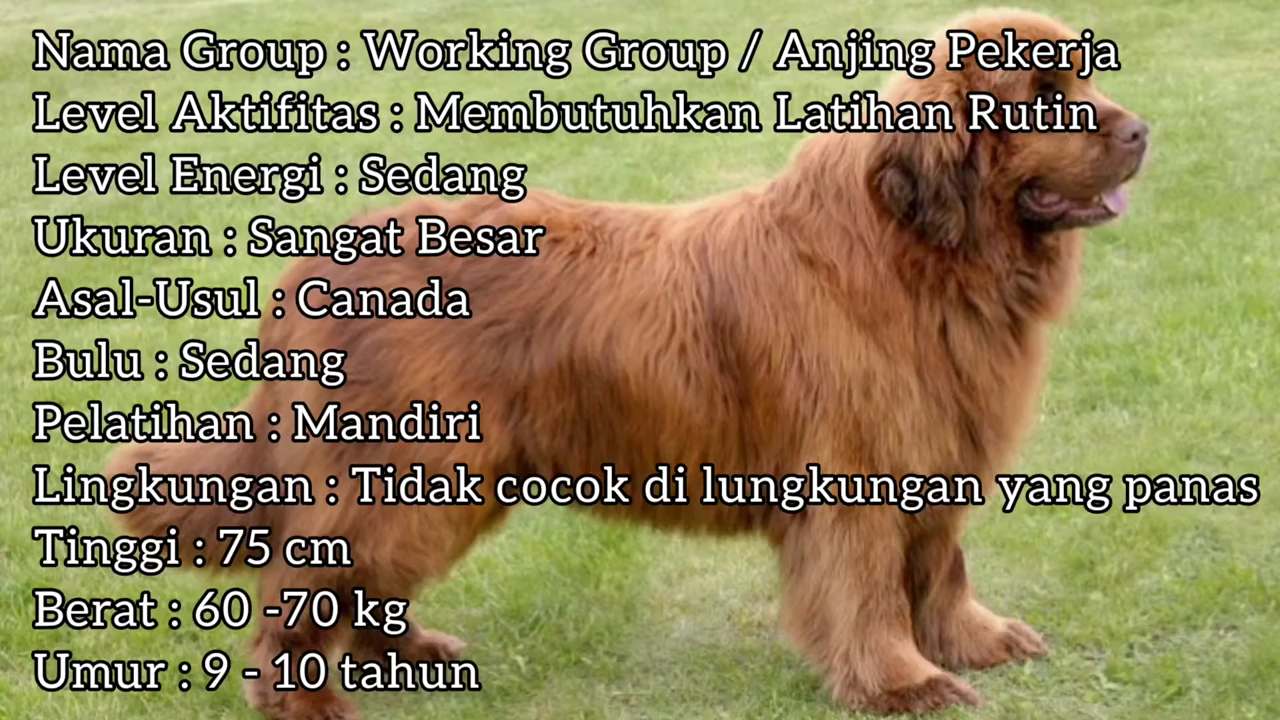 Nama Group : Working Group / Anjing Pekerja
Level Aktifitas : Membutuhkan Latihan Rutin
Level Energi : Sedang
Ukuran : Sangat Besar
Asal-Usul : Canada
Bulu : Sedang
Pelatihan : Mandiri
Lingkungan : Tidak cocok di lungkungan yang panas
Tinggi : 75 cm
Berat : 60 -70 kg
Umur : 9 - 10 tahun